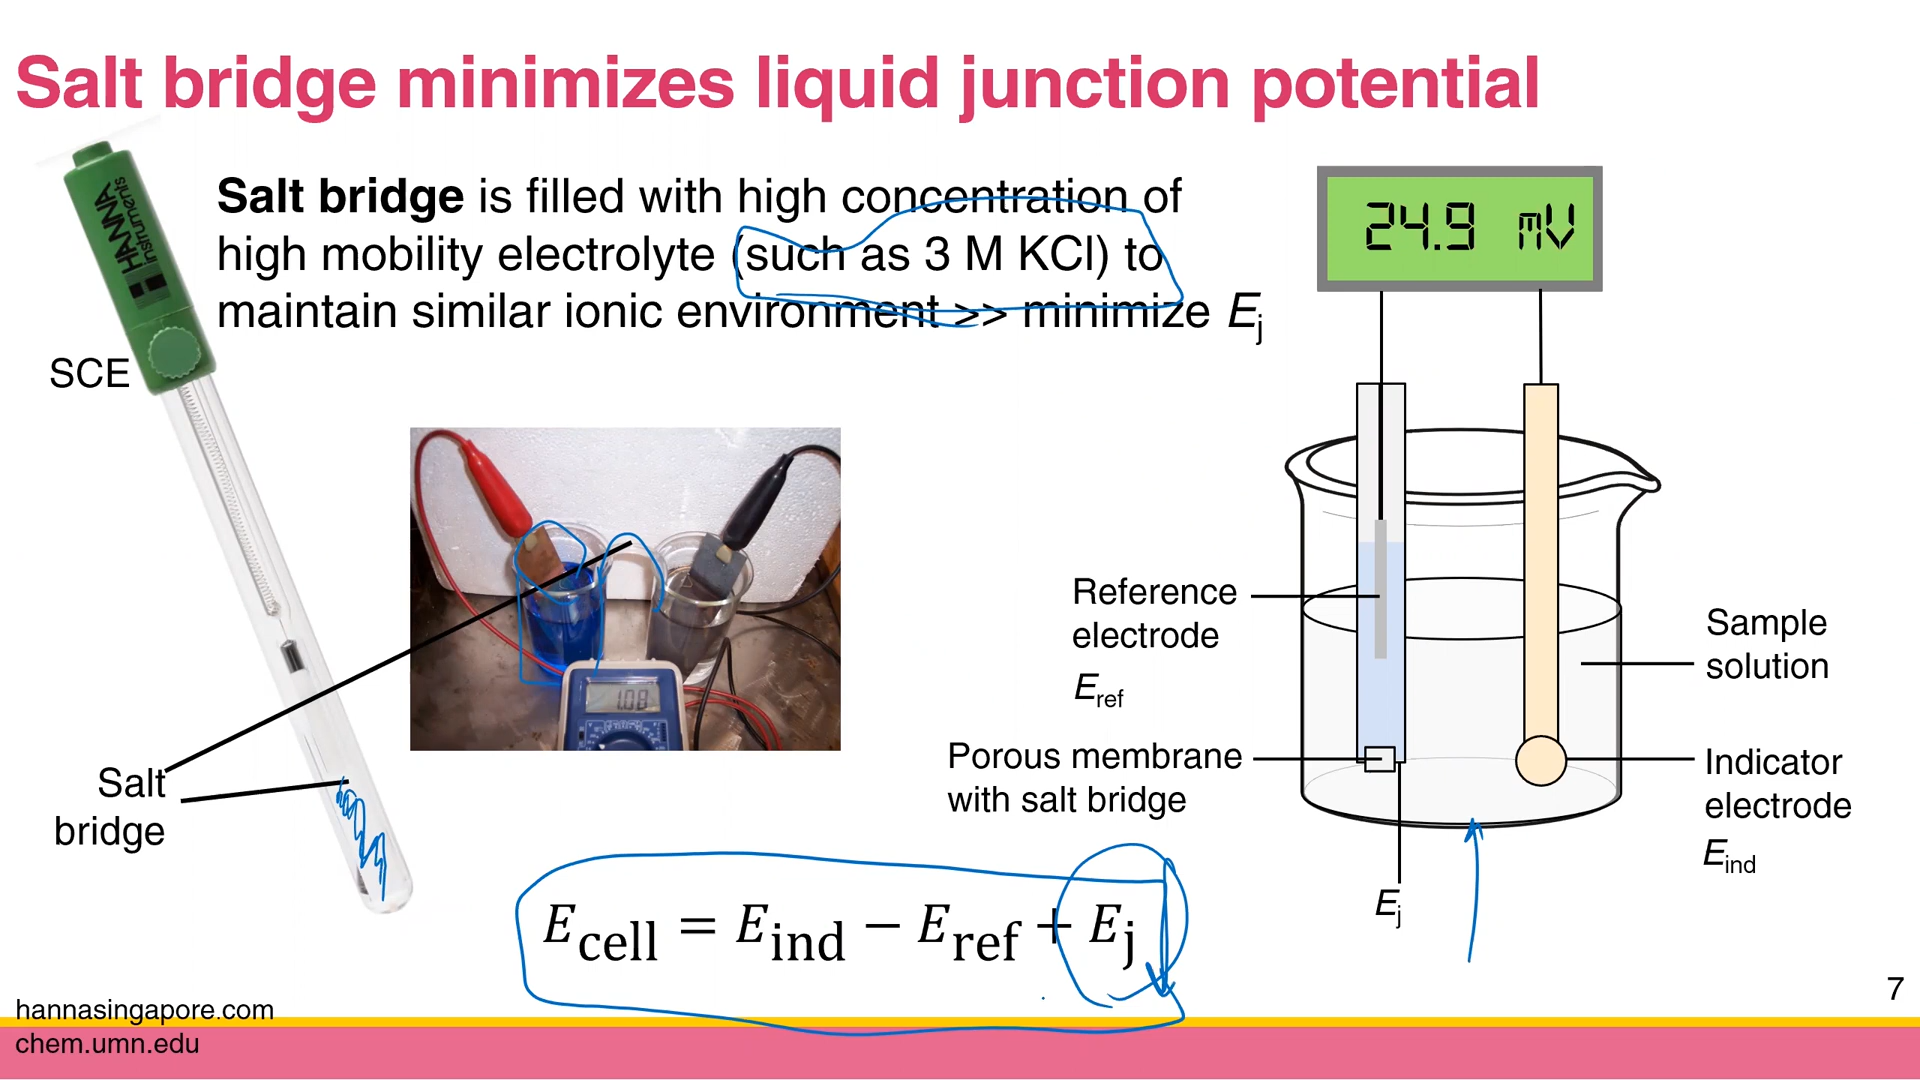 Salt bridge minimizes liquid junction potential
Salt bridge is filled with high concentration of
high mobility electrolyte (such as 3 M KCl) to
maintain similar ionic environment >> minimize Ej
HANNA
instruments
SCE
24.9 mV
1.08
Reference
electrode
Eref
Sample
solution
Porous membrane
with salt bridge
Indicator
electrode
Eind
Salt
bridge
Ej
Ecell = Eind − Eref + Ej
7
hannasingapore.com
chem.umn.edu